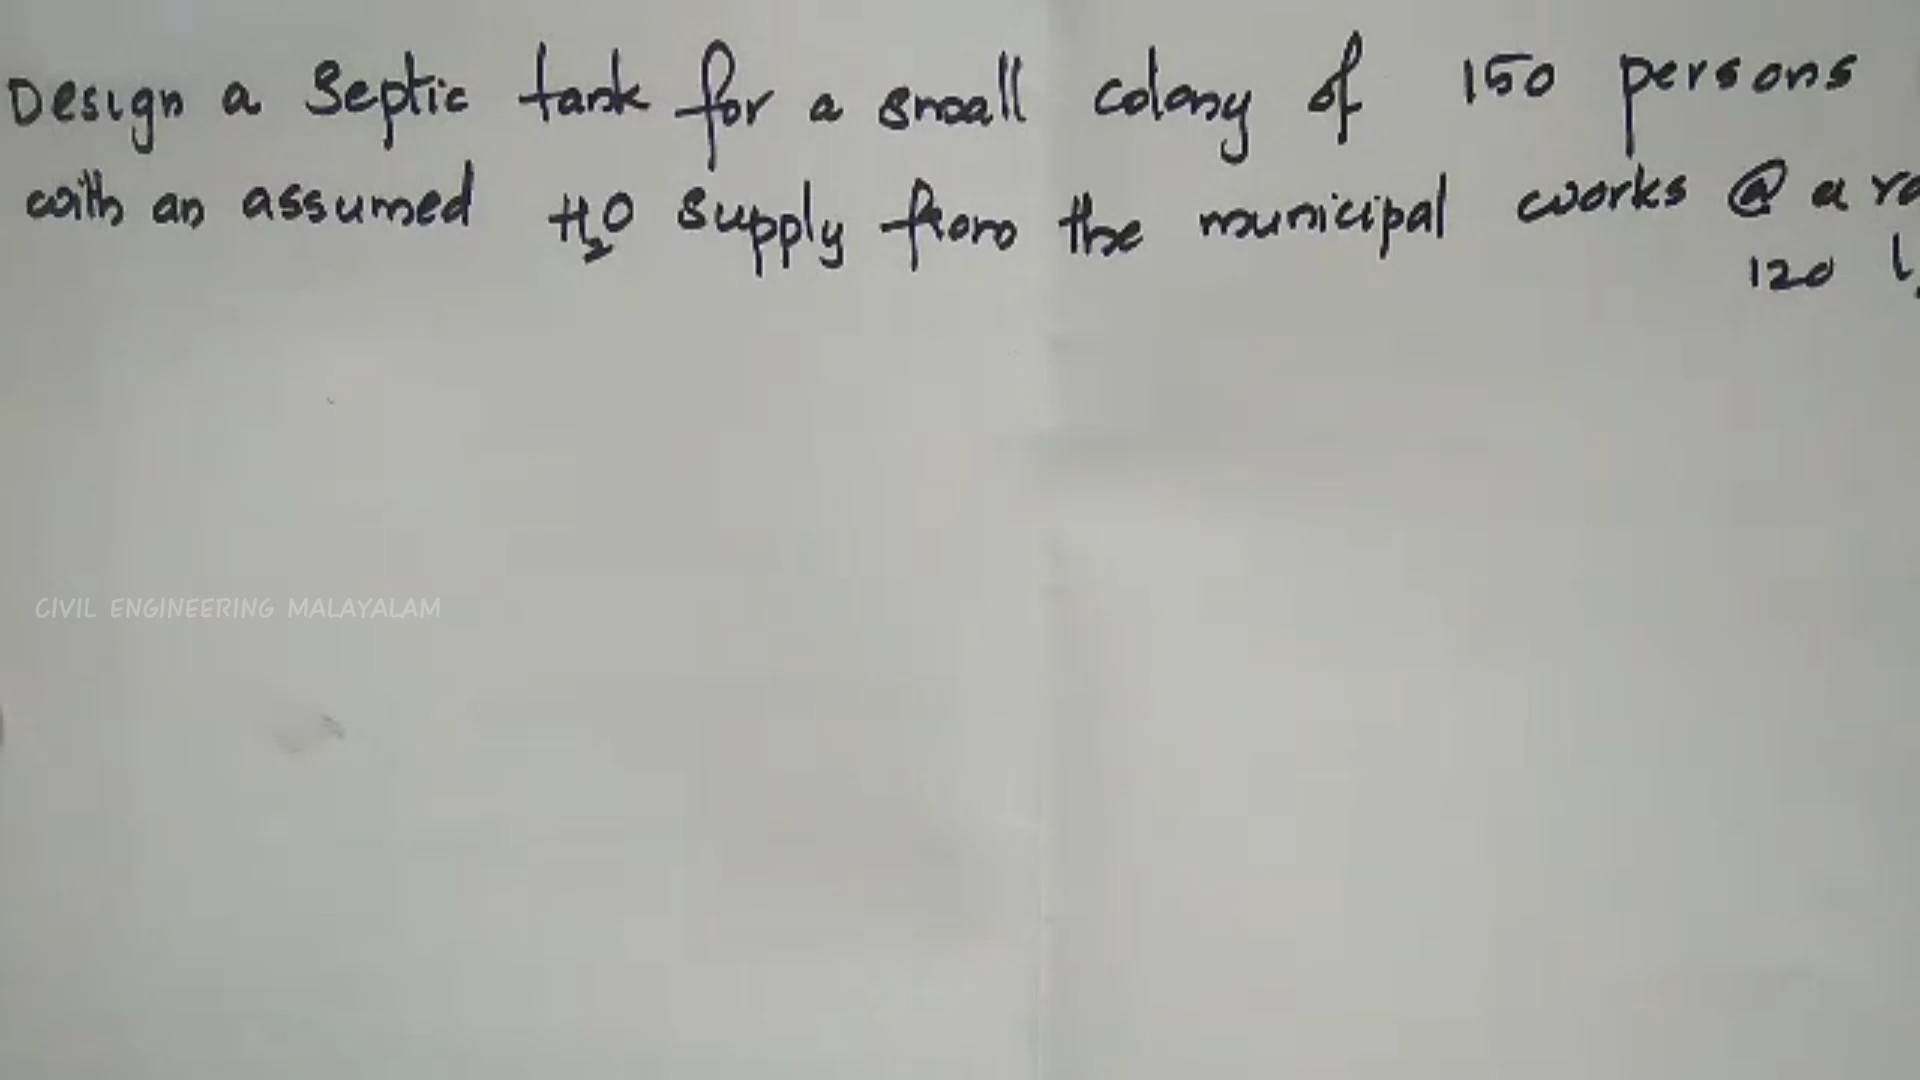 Design a Septic tank for a small colony of 150 persons
with an assumed H₂O supply from the municipal works @ a
120
CIVIL ENGINEERING MALAYALAM